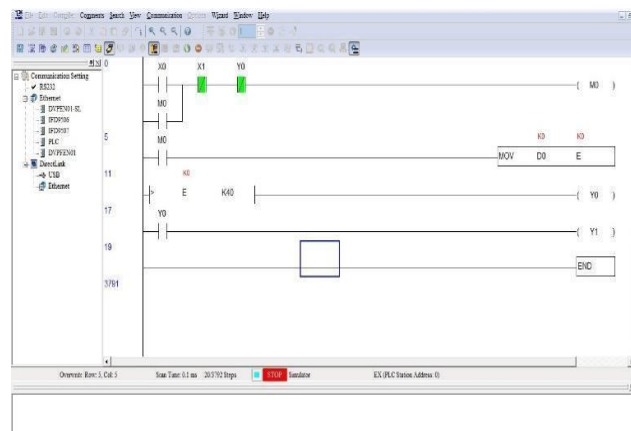 File Edit Compile Comments Search View Communication Options Wizard Window Help
Communication Setting
RS232
Ethernet
DVPEN01-SL
IFD9506
IFD9507
PLC
DVPFEN01
DirectLink
USB
Ethernet
0
X0 X1 Y0
M0
M0
5
M0
K0 K0
MOV D0 E
11
K0
> E K40
Y0
17
Y0
Y1
19
END
3791
Overwrite Row: 5, Col: 5 Scan Time: 0.1 ms 20/3792 Steps STOP Simulator EX (PLC Station Address: 0)